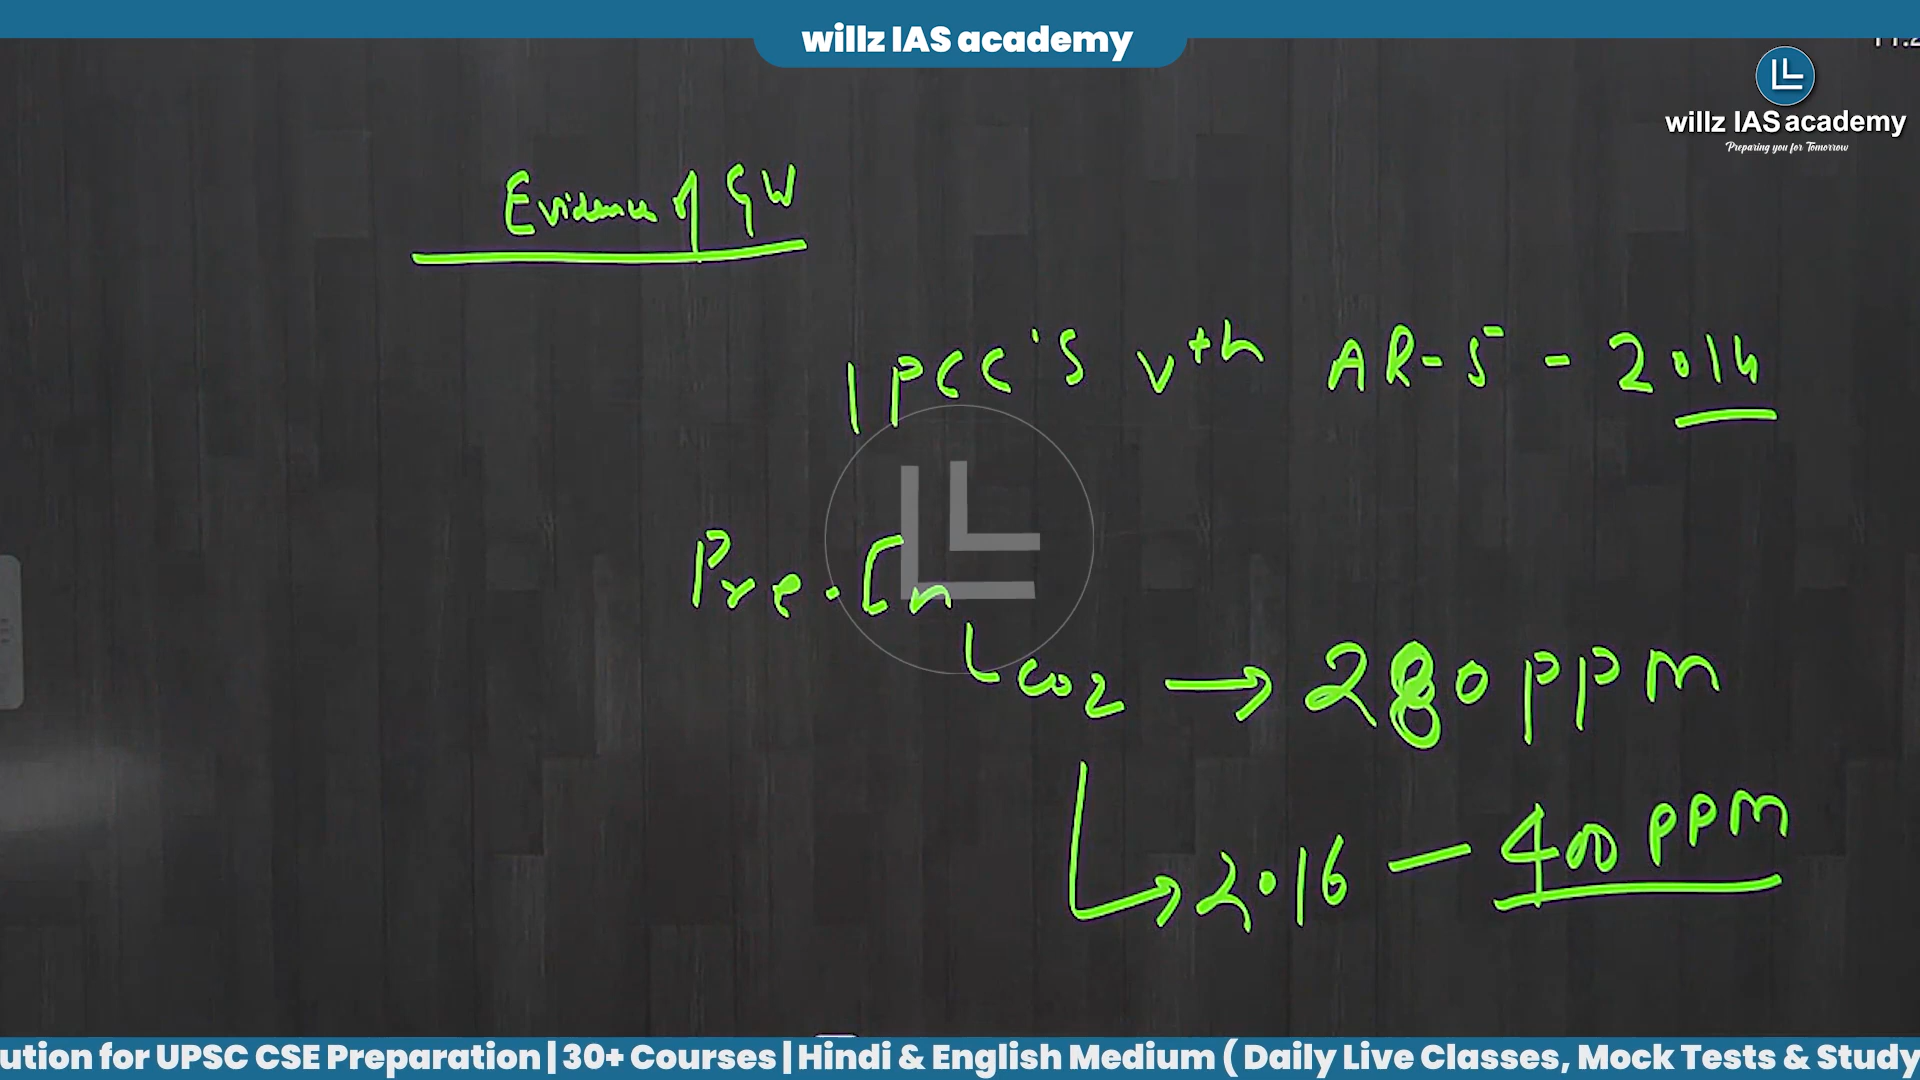 willz IAS academy
willz IAS academy
Preparing you for Tomorrow
Evidence of GW
IPCC'S Vth AR-5 - 2014
Pre-In
CO2 → 280 ppm
2016 - 400 ppm
ution for UPSC CSE Preparation | 30+ Courses | Hindi & English Medium ( Daily Live Classes, Mock Tests & Study